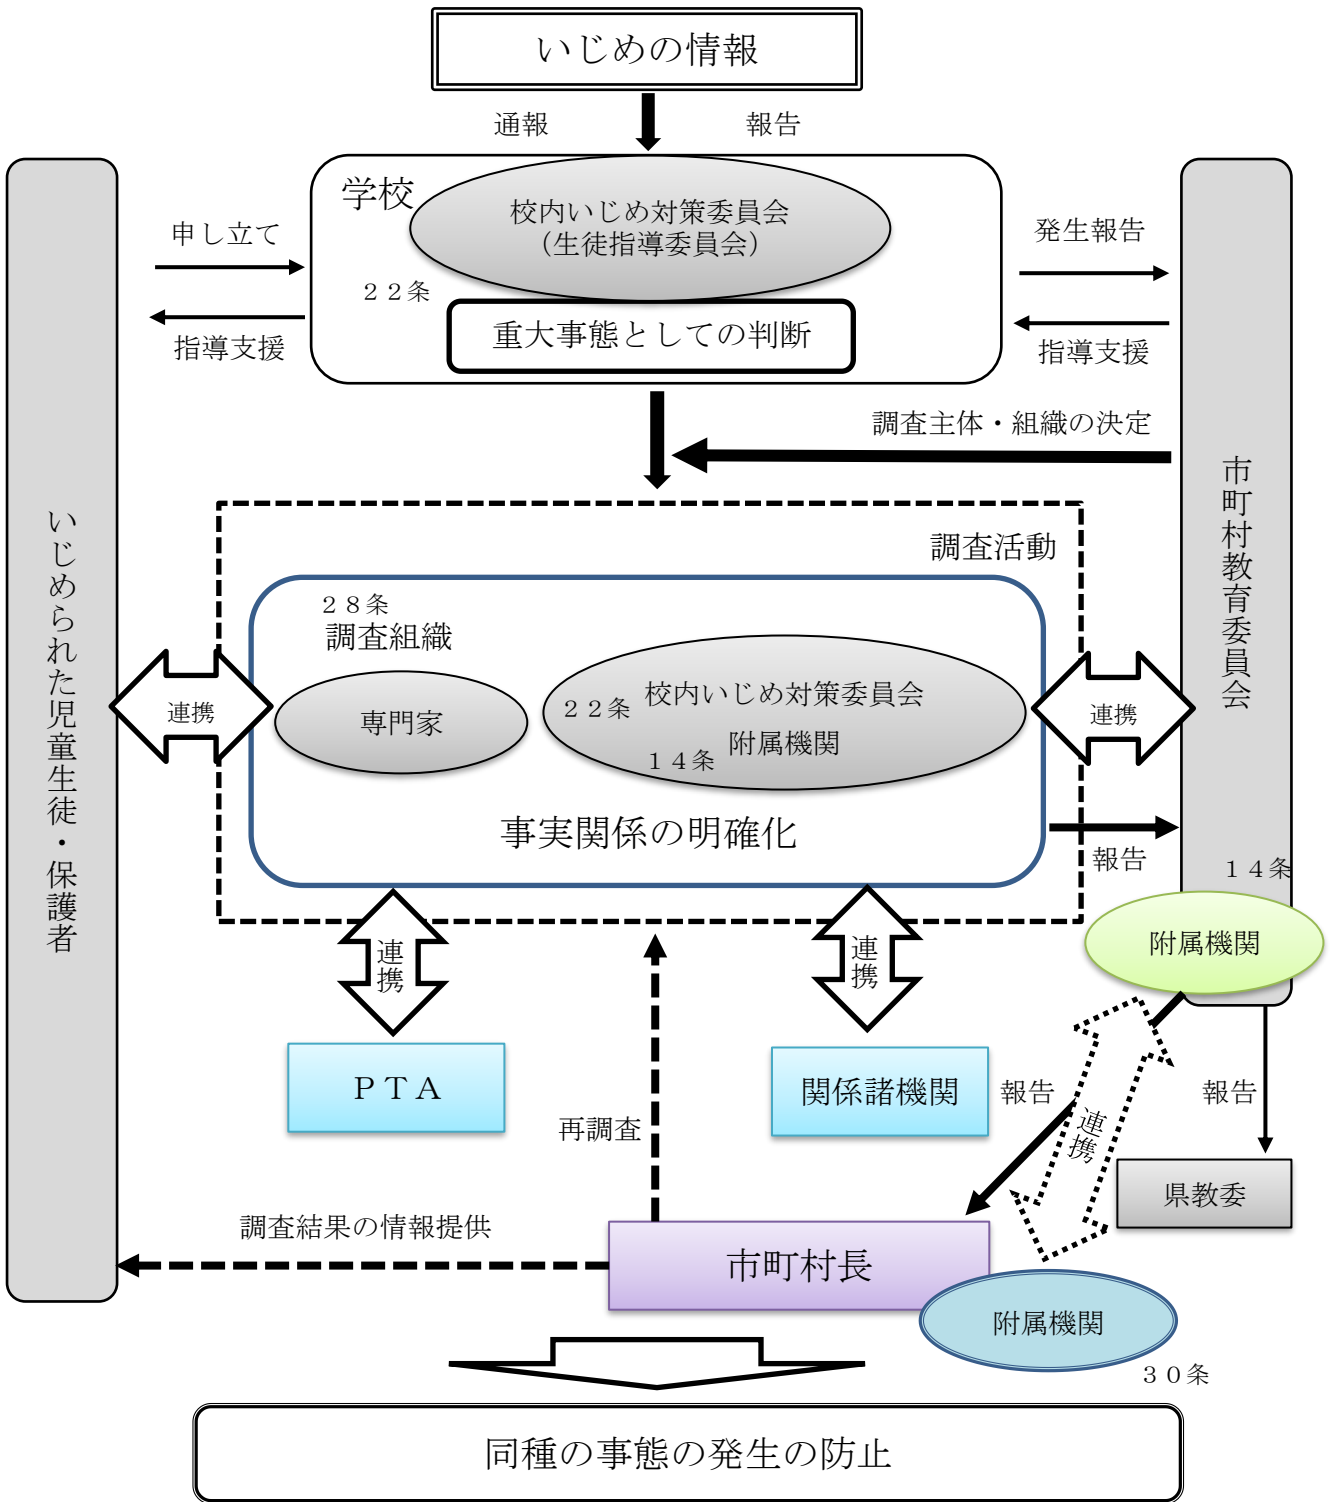 いじめの情報
通報
報告
学校
校内いじめ対策委員会
（生徒指導委員会）
２２条
重大事態としての判断
申し立て
指導支援
発生報告
指導支援
調査主体・組織の決定
いじめられた児童生徒・保護者
市町村教育委員会
調査活動
２８条
調査組織
専門家
２２条
校内いじめ対策委員会
１４条
附属機関
事実関係の明確化
連携
連携
報告
１４条
附属機関
連携
連携
ＰＴＡ
関係諸機関
報告
連携
報告
県教委
再調査
調査結果の情報提供
市町村長
附属機関
３０条
同種の事態の発生の防止